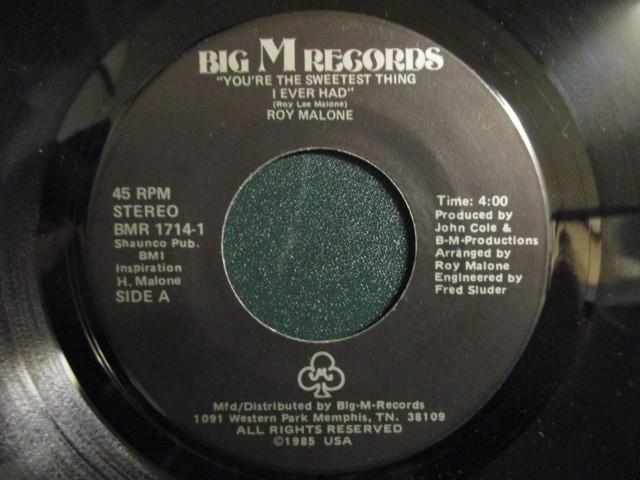 BIG M RECORDS
"YOU'RE THE SWEETEST THING
I EVER HAD"
(Roy Lee Malone)
ROY MALONE
45 RPM
STEREO
BMR 1714-1
Shaunco Pub.
BMI
Inspiration
H. Malone
SIDE A
Time: 4:00
Produced by
John Cole &
B-M-Productions
Arranged by
Roy Malone
Engineered by
Fred Sluder
M
Mfd/Distributed by Big-M-Records
1091 Western Park Memphis, TN. 38109
ALL RIGHTS RESERVED
©1985 USA